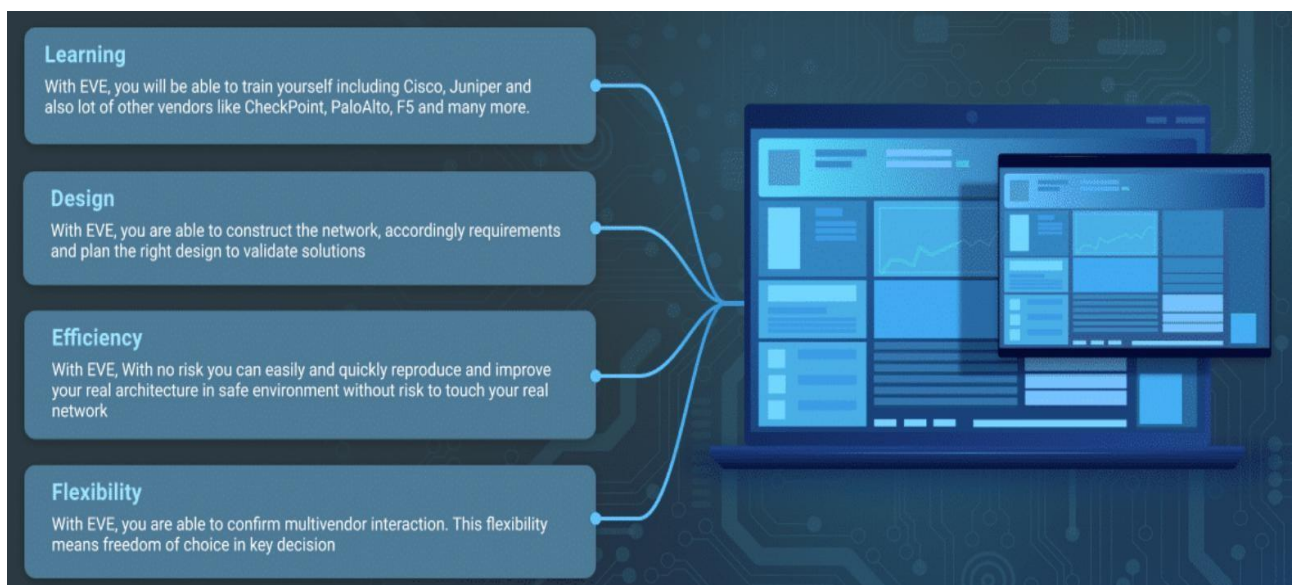 Learning
With EVE, you will be able to train yourself including Cisco, Juniper and
also lot of other vendors like CheckPoint, PaloAlto, F5 and many more.
Design
With EVE, you are able to construct the network, accordingly requirements
and plan the right design to validate solutions
Efficiency
With EVE, With no risk you can easily and quickly reproduce and improve
your real architecture in safe environment without risk to touch your real
network
Flexibility
With EVE, you are able to confirm multivendor interaction. This flexibility
means freedom of choice in key decision